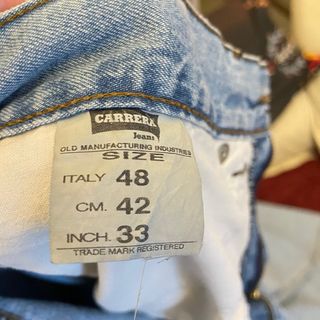 CARRERA
Jeans
OLD MANUFACTURING INDUSTRIES
SIZE
ITALY 48
CM. 42
INCH. 33
TRADE MARK REGISTERED